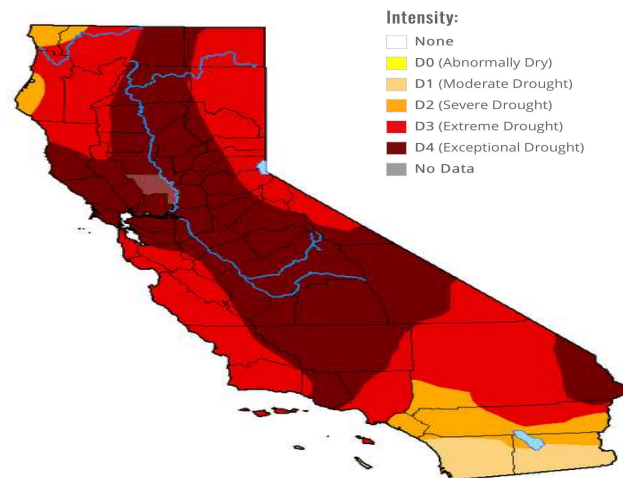 Intensity:
None
D0 (Abnormally Dry)
D1 (Moderate Drought)
D2 (Severe Drought)
D3 (Extreme Drought)
D4 (Exceptional Drought)
No Data